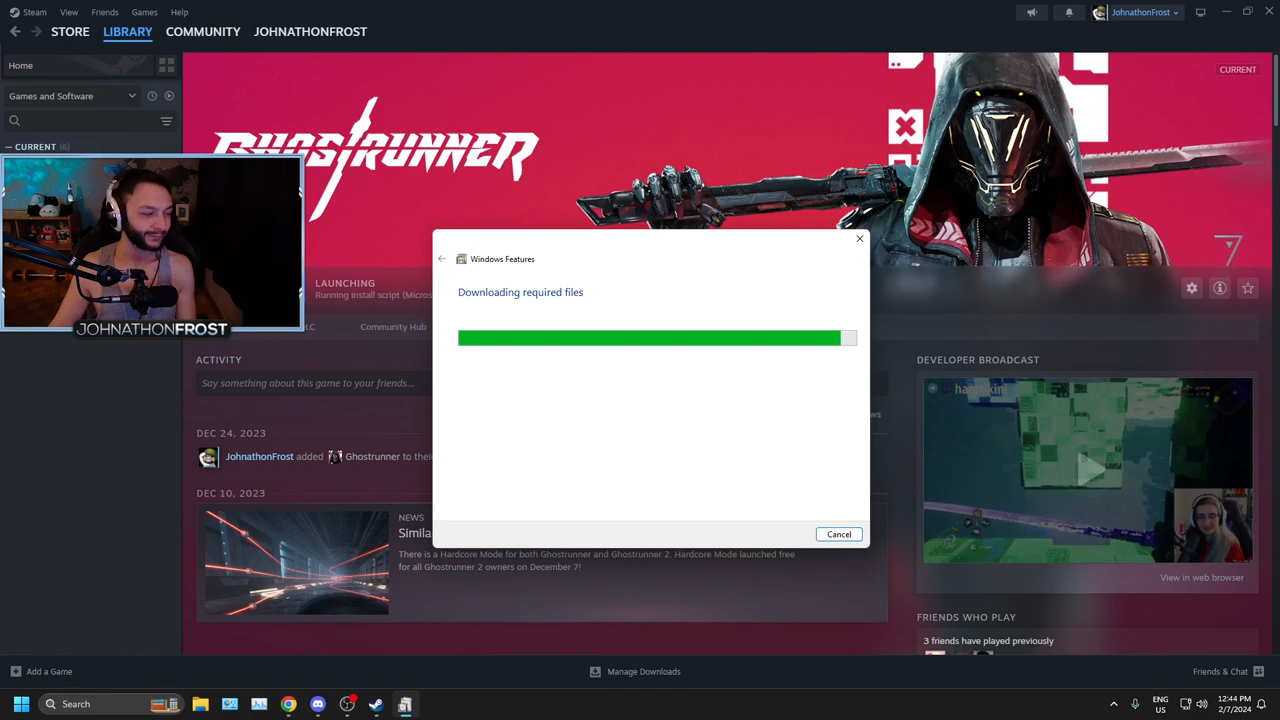 Steam View Friends Games Help JohnathonFrost
STORE LIBRARY COMMUNITY JOHNATHONFROST
Home
Games and Software
CURRENT (6)
CURRENT
GHOSTRUNNER
JOHNATHONFROST
LAUNCHING
Running install script (Micros
LC Community Hub
Windows Features
Downloading required files
Cancel
ACTIVITY
Say something about this game to your friends...
ws
DEC 24, 2023
JohnathonFrost added Ghostrunner to thei
DEC 10, 2023
NEWS
Simila
There is a Hardcore Mode for both Ghostrunner and Ghostrunner 2. Hardcore Mode launched free
for all Ghostrunner 2 owners on December 7!
DEVELOPER BROADCAST
View in web browser
FRIENDS WHO PLAY
3 friends have played previously
Add a Game Manage Downloads Friends & Chat
Search
ENG
US
12:44 PM
2/7/2024